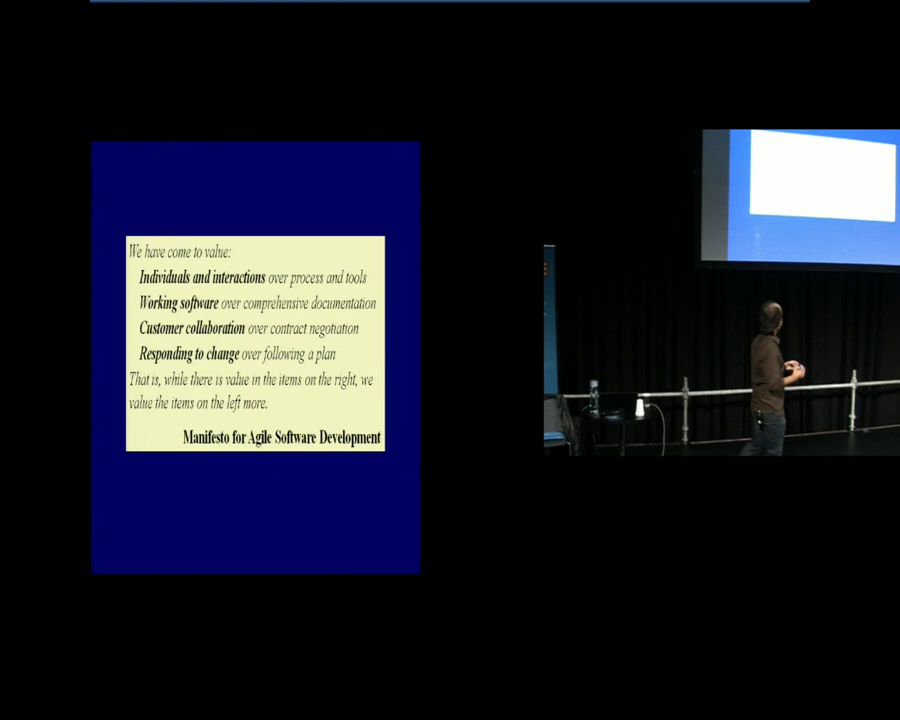 We have come to value:
Individuals and interactions over process and tools
Working software over comprehensive documentation
Customer collaboration over contract negotiation
Responding to change over following a plan
That is, while there is value in the items on the right, we
value the items on the left more.
Manifesto for Agile Software Development